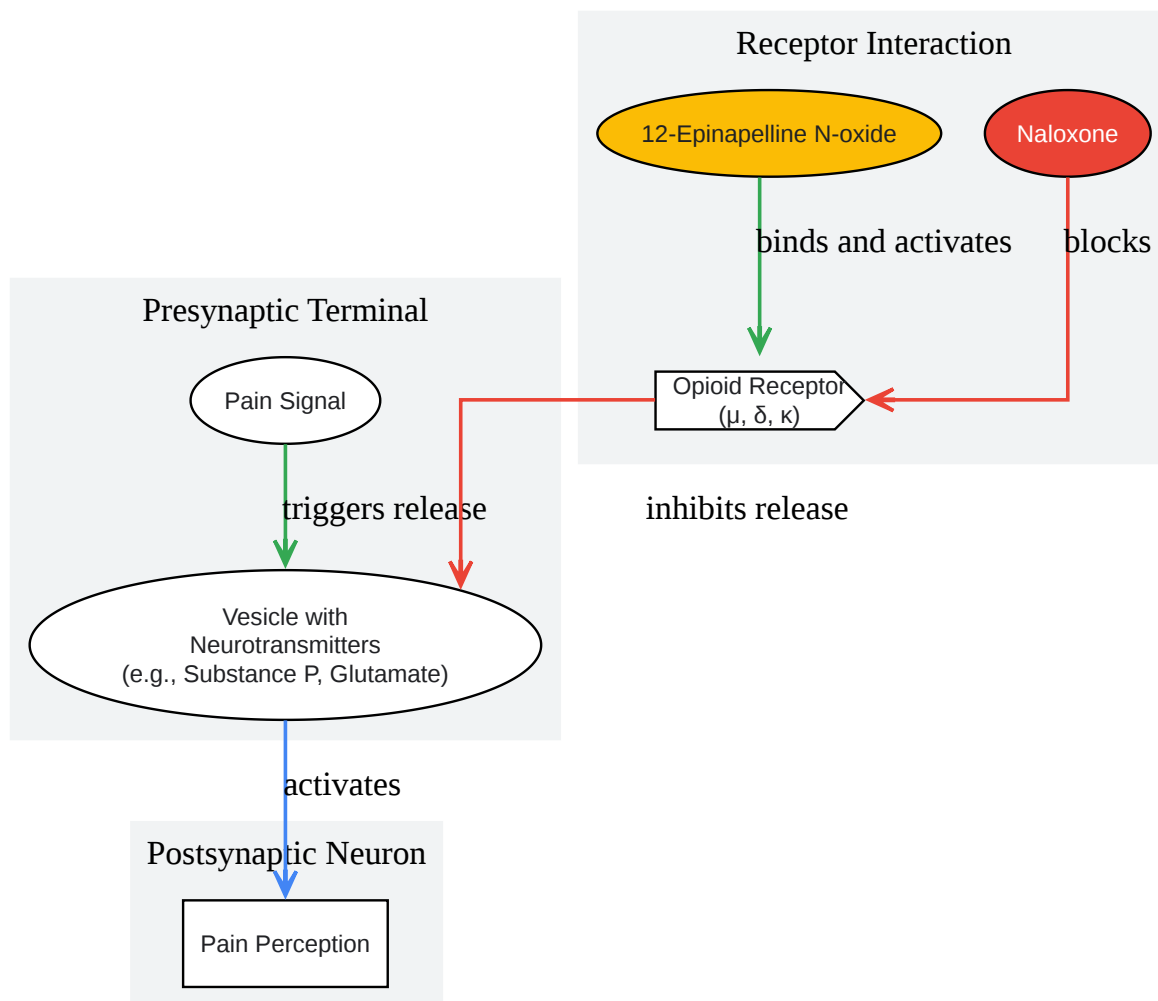 Receptor Interaction
12-Epinapelline N-oxide
Naloxone
binds and activates
blocks
Presynaptic Terminal
Pain Signal
Opioid Receptor
(μ, δ, κ)
triggers release
inhibits release
Vesicle with
Neurotransmitters
(e.g., Substance P, Glutamate)
activates
Postsynaptic Neuron
Pain Perception